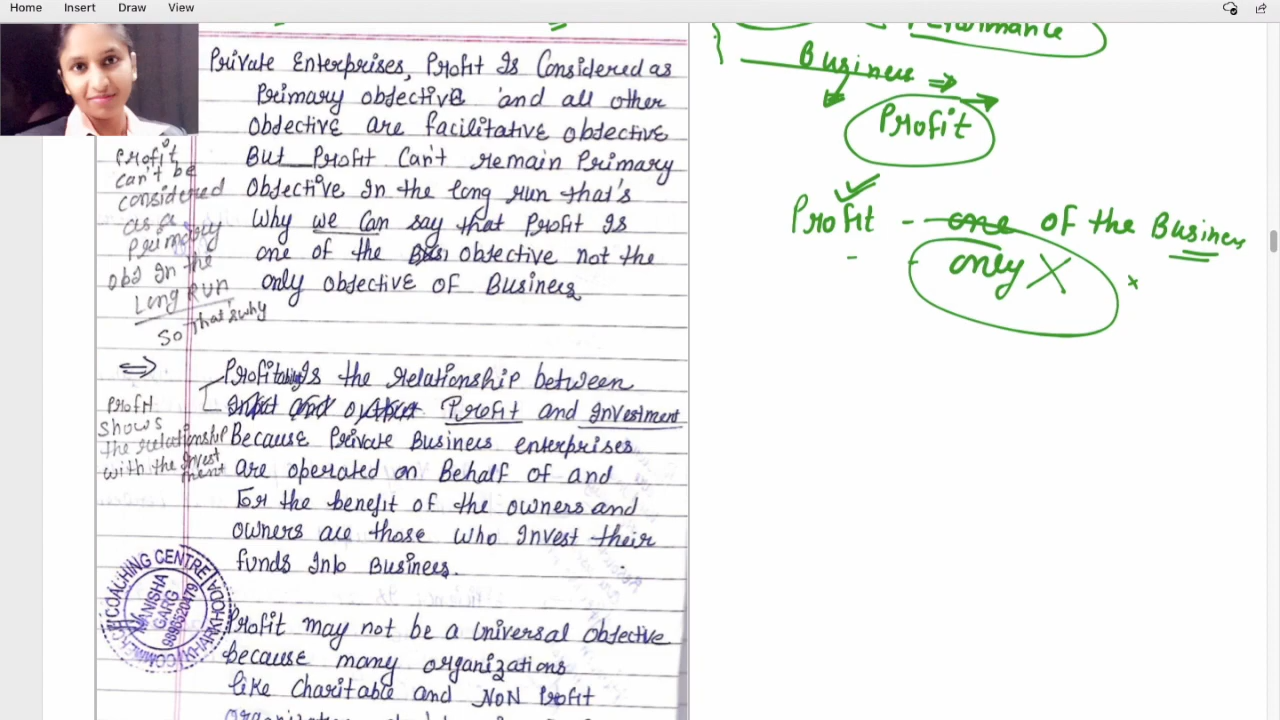 Home Insert Draw View
Private Enterprises, Profit Is Considered as
Primary objective and all other
objective are facilitative objective
But Profit Can't remain Primary
Objective In the long run that's
Why we Can say that Profit Is
one of the objective not the
only objective of Business
Profit
can't be
considered
as a
Primary
obj In the
Long Run
So that's why
⇒
Profitability Is the relationship between
Profit and Investment
Because Private Business enterprises
are operated on Behalf of and
For the benefit of the owners and
owners are those who Invest their
funds Into Business.
Profit
shows
the relationship
with the invest
ment
COMMERCE COACHING CENTRE
MANISHA
GARG
KHARKHODA
Profit may not be a Universal Objective
because many organizations
like Charitable and NoN Profit
Business
Profit
Profit - one of the Business
- - only X x